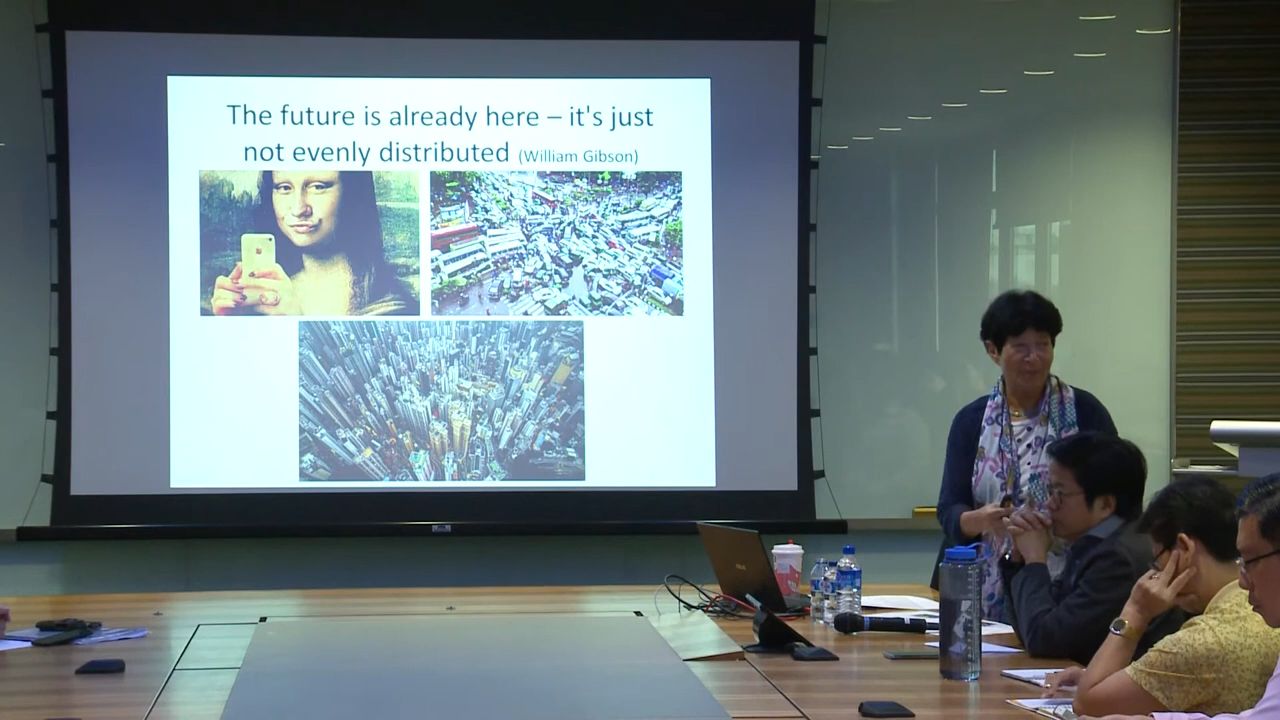 The future is already here – it's just
not evenly distributed (William Gibson)